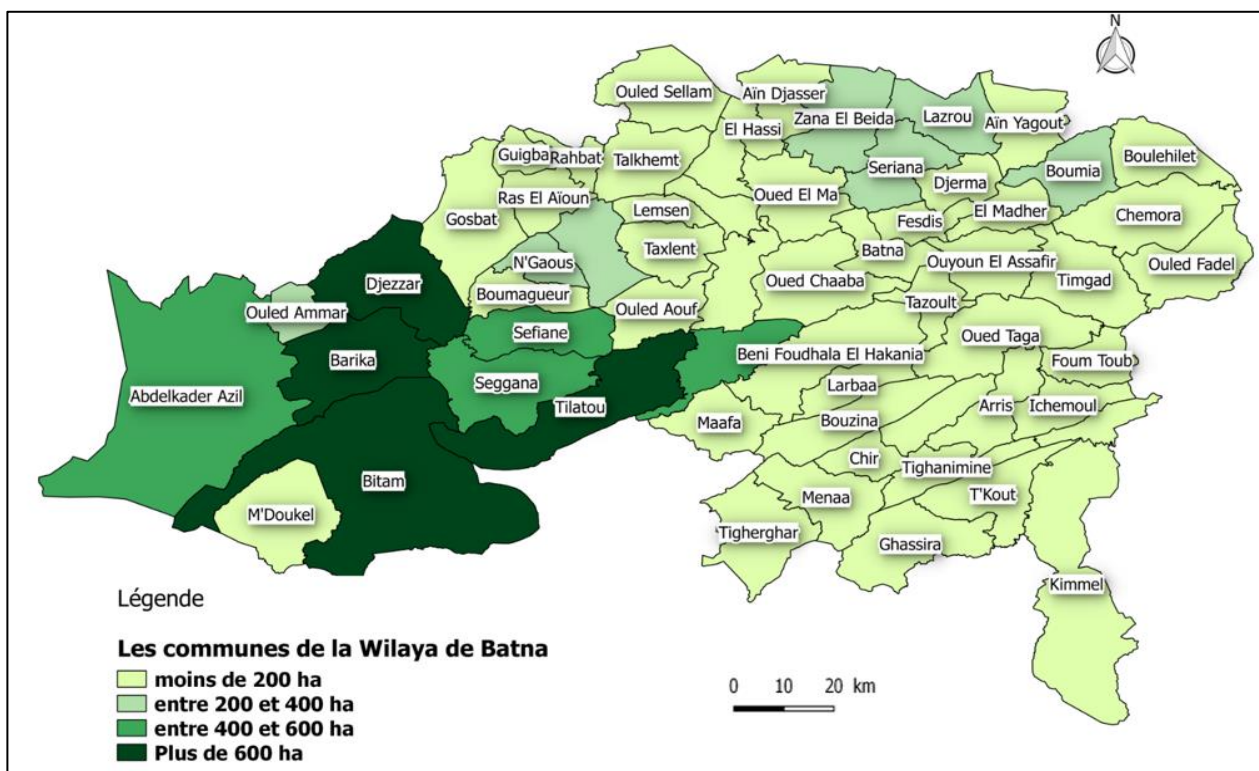 N
Ouled Sellam
Aïn Djasser
Zana El Beida
Lazrou
Aïn Yagout
El Hassi
Guigba
Rahbat
Talkhemt
Seriana
Boumia
Boulehilet
Djerma
Ras El Aïoun
Oued El Ma
Gosbat
Lemsen
El Madher
Chemora
Fesdis
Taxlent
Batna
N'Gaous
Ouyoun El Assafir
Ouled Fadel
Djezzar
Oued Chaaba
Timgad
Boumagueur
Ouled Ammar
Ouled Aouf
Tazoult
Sefiane
Oued Taga
Barika
Beni Foudhala El Hakania
Foum Toub
Seggana
Larbaa
Abdelkader Azil
Tilatou
Arris
Ichemoul
Maafa
Bouzina
Chir
Tighanimine
Bitam
Menaa
T'Kout
M'Doukel
Tigherghar
Ghassira
Kimmel
Légende
Les communes de la Wilaya de Batna
moins de 200 ha
entre 200 et 400 ha
entre 400 et 600 ha
Plus de 600 ha
0 10 20 km